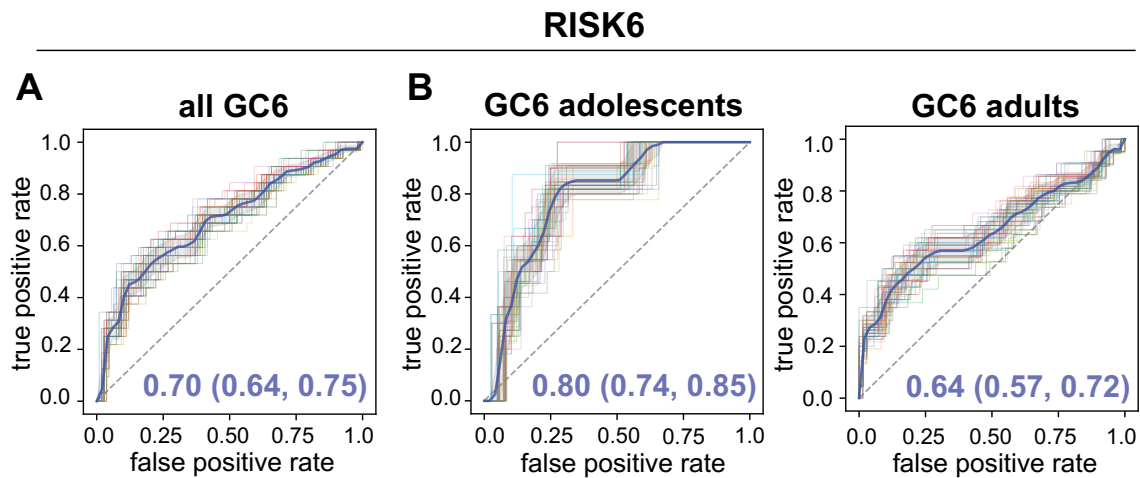 RISK6
A
all GC6
true positive rate
1.0
0.8
0.6
0.4
0.2
0.0
0.70 (0.64, 0.75)
0.0 0.25 0.50 0.75 1.0
false positive rate
B
GC6 adolescents
true positive rate
1.0
0.8
0.6
0.4
0.2
0.0
0.80 (0.74, 0.85)
0.0 0.25 0.50 0.75 1.0
false positive rate
GC6 adults
true positive rate
1.0
0.8
0.6
0.4
0.2
0.0
0.64 (0.57, 0.72)
0.0 0.25 0.50 0.75 1.0
false positive rate